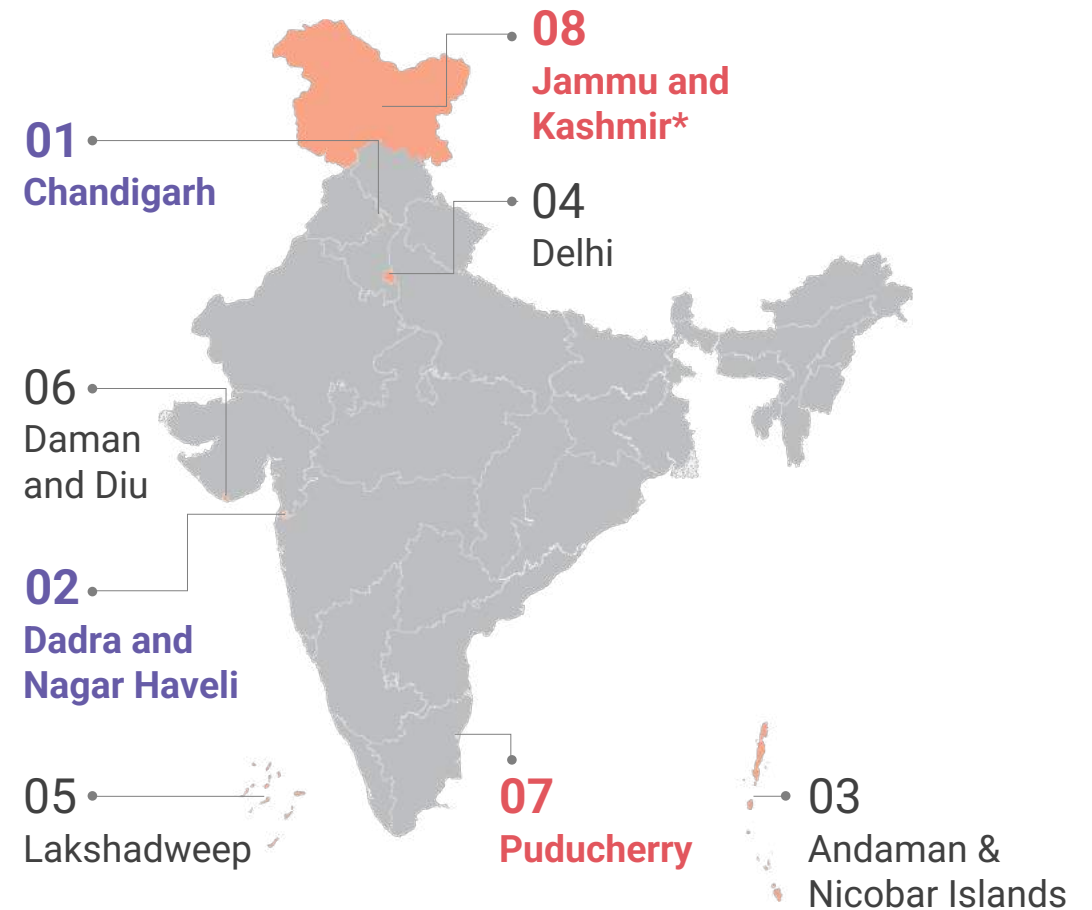 08
Jammu and
Kashmir*
01
Chandigarh
04
Delhi
06
Daman
and Diu
02
Dadra and
Nagar Haveli
05
Lakshadweep
07
Puducherry
03
Andaman &
Nicobar Islands